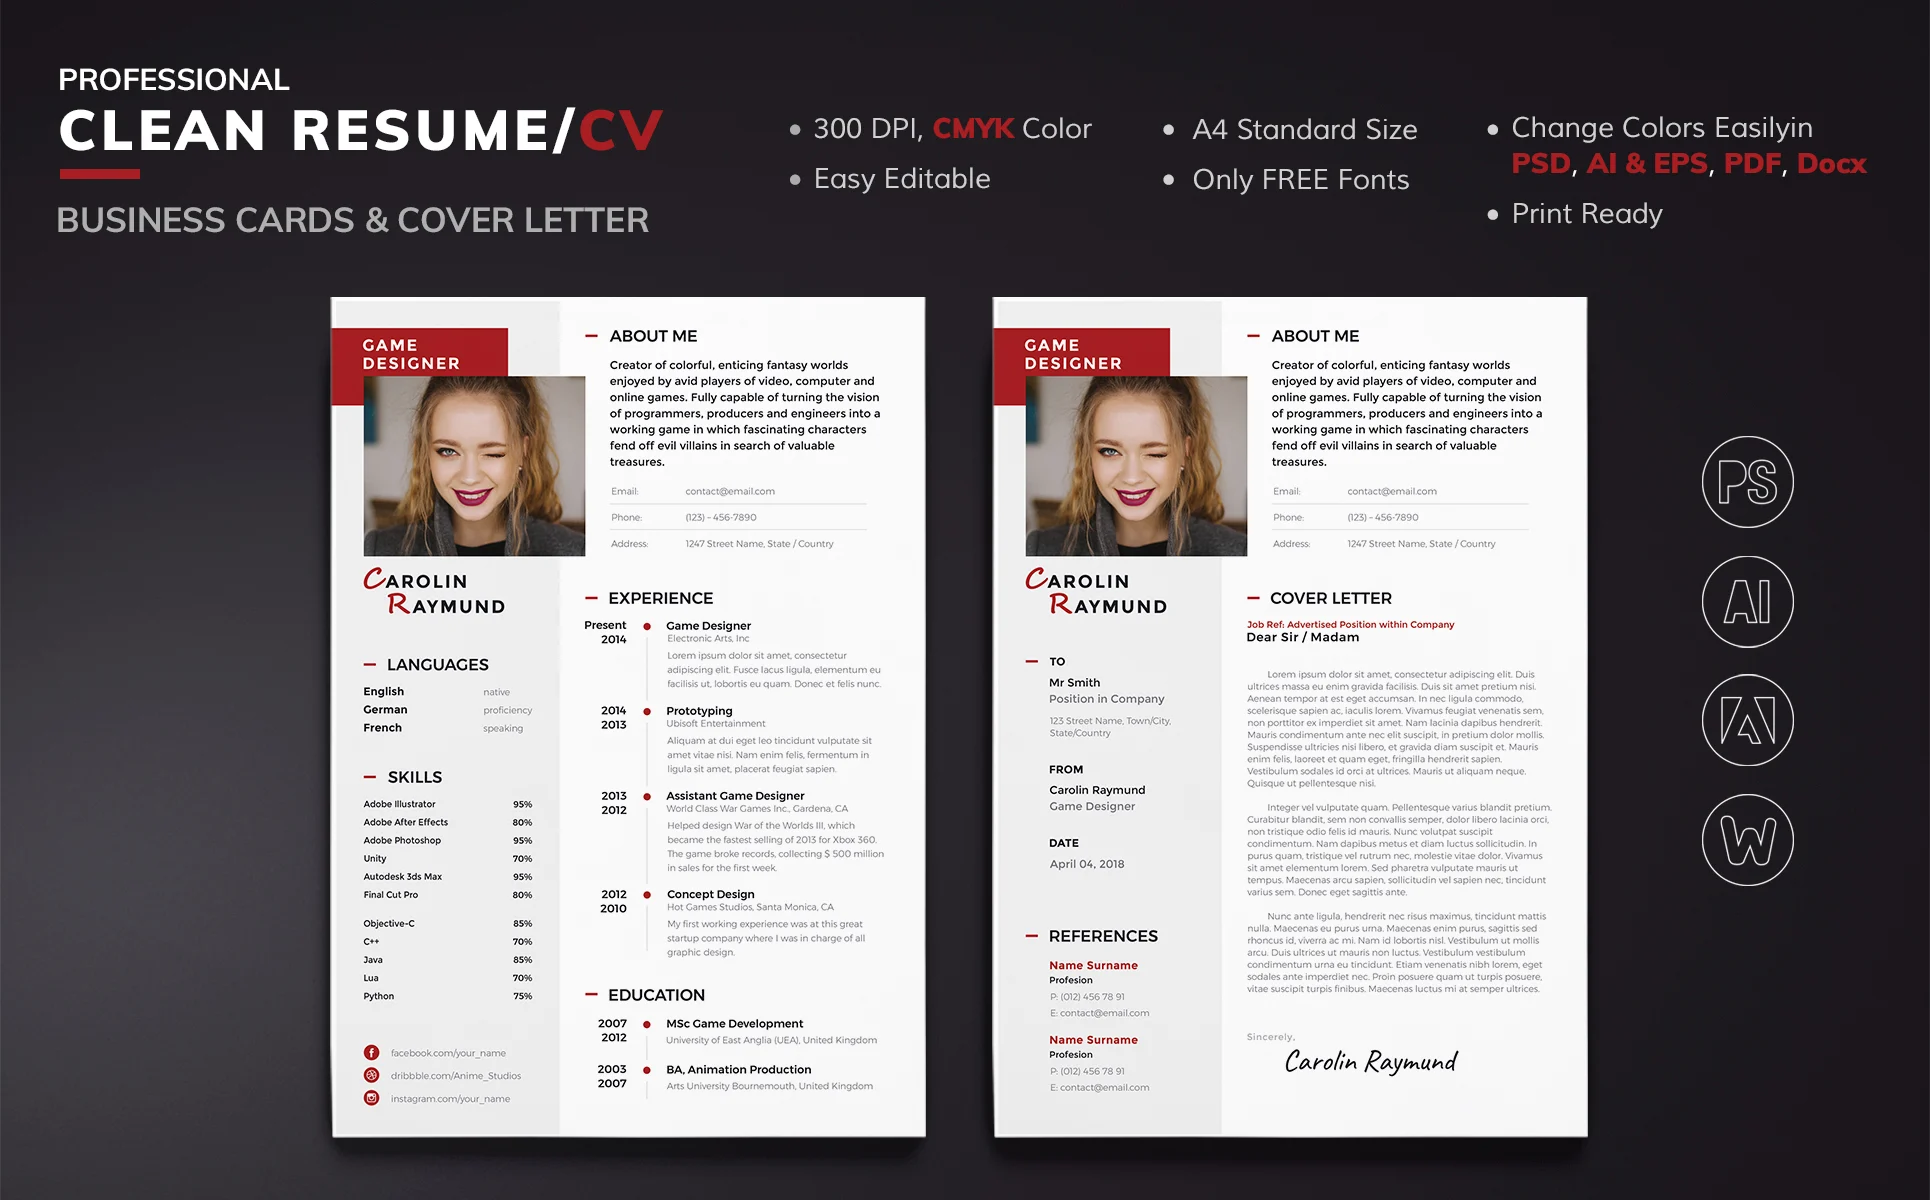 PROFESSIONAL
CLEAN RESUME/CV
BUSINESS CARDS & COVER LETTER
300 DPI, CMYK Color
Easy Editable
A4 Standard Size
Only FREE Fonts
Change Colors Easilyin
PSD, AI & EPS, PDF, Docx
Print Ready
GAME
DESIGNER
CAROLIN
RAYMUND
LANGUAGES
English native
German proficiency
French speaking
SKILLS
Adobe Illustrator 95%
Adobe After Effects 80%
Adobe Photoshop 95%
Unity 70%
Autodesk 3ds Max 95%
Final Cut Pro 80%
Objective-C 85%
C++ 70%
Java 85%
Lua 70%
Python 75%
facebook.com/your_name
dribbble.com/Anime_Studios
instagram.com/your_name
ABOUT ME
Creator of colorful, enticing fantasy worlds
enjoyed by avid players of video, computer and
online games. Fully capable of turning the vision
of programmers, producers and engineers into a
working game in which fascinating characters
fend off evil villains in search of valuable
treasures.
Email: contact@email.com
Phone: (123) - 456-7890
Address: 1247 Street Name, State / Country
EXPERIENCE
Present
2014
Game Designer
Electronic Arts, Inc
Lorem ipsum dolor sit amet, consectetur
adipiscing elit. Fusce lacus ligula, elementum eu
facilisis ut, lobortis eu quam. Donec et felis nunc.
2014
2013
Prototyping
Ubisoft Entertainment
Aliquam at dui eget leo tincidunt vulputate sit
amet vitae nisi. Nam enim felis, fermentum in
ligula sit amet, placerat feugiat sapien.
2013
2012
Assistant Game Designer
World Class War Games Inc., Gardena, CA
Helped design War of the Worlds III, which
became the fastest selling of 2013 for Xbox 360.
The game broke records, collecting $ 500 million
in sales for the first week.
2012
2010
Concept Design
Hot Games Studios, Santa Monica, CA
My first working experience was at this great
startup company where I was in charge of all
graphic design.
EDUCATION
2007
2012
MSc Game Development
University of East Anglia (UEA), United Kingdom
2003
2007
BA, Animation Production
Arts University Bournemouth, United Kingdom
GAME
DESIGNER
CAROLIN
RAYMUND
TO
Mr Smith
Position in Company
123 Street Name, Town/City,
State/Country
FROM
Carolin Raymund
Game Designer
DATE
April 04, 2018
REFERENCES
Name Surname
Profesion
P: (012) 456 78 91
E: contact@email.com
Name Surname
Profesion
P: (012) 456 78 91
E: contact@email.com
ABOUT ME
Creator of colorful, enticing fantasy worlds
enjoyed by avid players of video, computer and
online games. Fully capable of turning the vision
of programmers, producers and engineers into a
working game in which fascinating characters
fend off evil villains in search of valuable
treasures.
Email: contact@email.com
Phone: (123) - 456-7890
Address: 1247 Street Name, State / Country
COVER LETTER
Job Ref: Advertised Position within Company
Dear Sir / Madam
Lorem ipsum dolor sit amet, consectetur adipiscing elit. Duis
ultrices massa eu enim gravida facilisis. Duis sit amet pretium nisi.
Aenean tempor at est eget accumsan. In nec ligula commodo,
scelerisque sapien ac, iaculis lorem. Vivamus feugiat venenatis sem,
non porttitor ex imperdiet sit amet. Nam lacinia dapibus hendrerit.
Mauris condimentum ante nec elit suscipit, in pretium dolor mollis.
Suspendisse ultricies nisi libero, et gravida diam suscipit et. Mauris
enim felis, laoreet et quam eget, fringilla hendrerit sapien.
Vestibulum sodales id orci at ultrices. Mauris ut aliquam neque.
Quisque ut pellentesque nisi.
Integer vel vulputate quam. Pellentesque varius blandit pretium.
Curabitur blandit, sem non convallis semper, dolor libero lacinia orci,
non tristique odio felis id mauris. Nunc volutpat suscipit
condimentum. Nam dapibus metus et diam luctus sollicitudin. In
purus quam, tristique vel rutrum nec, molestie vitae dolor. Vivamus
sit amet elementum lorem. Sed pharetra vulputate mauris ut
tempus. Maecenas arcu sapien, sollicitudin vel sapien nec, tincidunt
varius sem. Donec eget sagittis ante.
Nunc ante ligula, hendrerit nec risus maximus, tincidunt mattis
nulla. Maecenas eu purus urna. Maecenas enim purus, sagittis sed
rhoncus id, viverra ac mi. Nam id lobortis nisl. Vestibulum ut mollis
arcu. Duis ultrices ut mauris non luctus. Vestibulum vestibulum
condimentum urna eu tincidunt. Etiam venenatis nibh lorem, eget
sodales ante imperdiet nec. Proin posuere quam ut turpis posuere,
vitae suscipit turpis finibus. Maecenas luctus mi at semper ultrices.
Sincerely,
Carolin Raymund
PS
AI
W